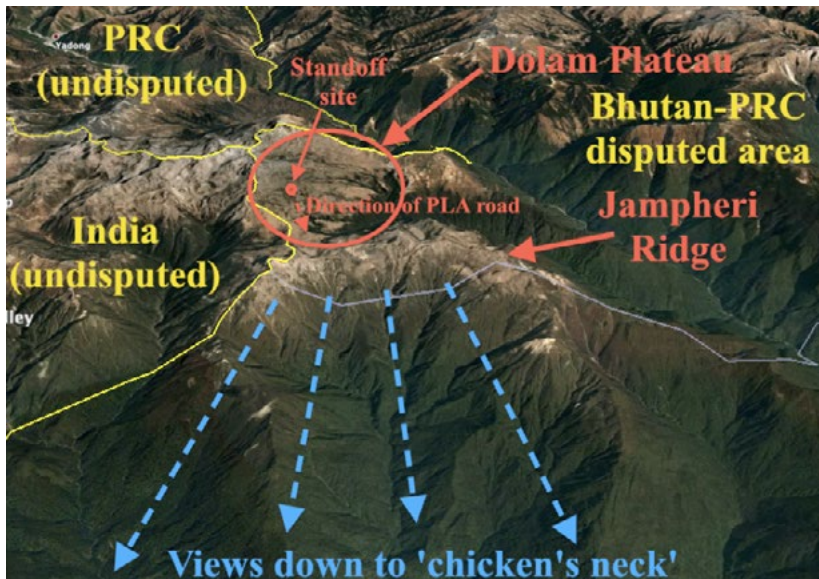 Yadong
PRC
(undisputed)
Standoff
site
Dolam Plateau
Bhutan-PRC
disputed area
Direction of PLA road
Jampheri
Ridge
India
(undisputed)
lley
Views down to 'chicken's neck'